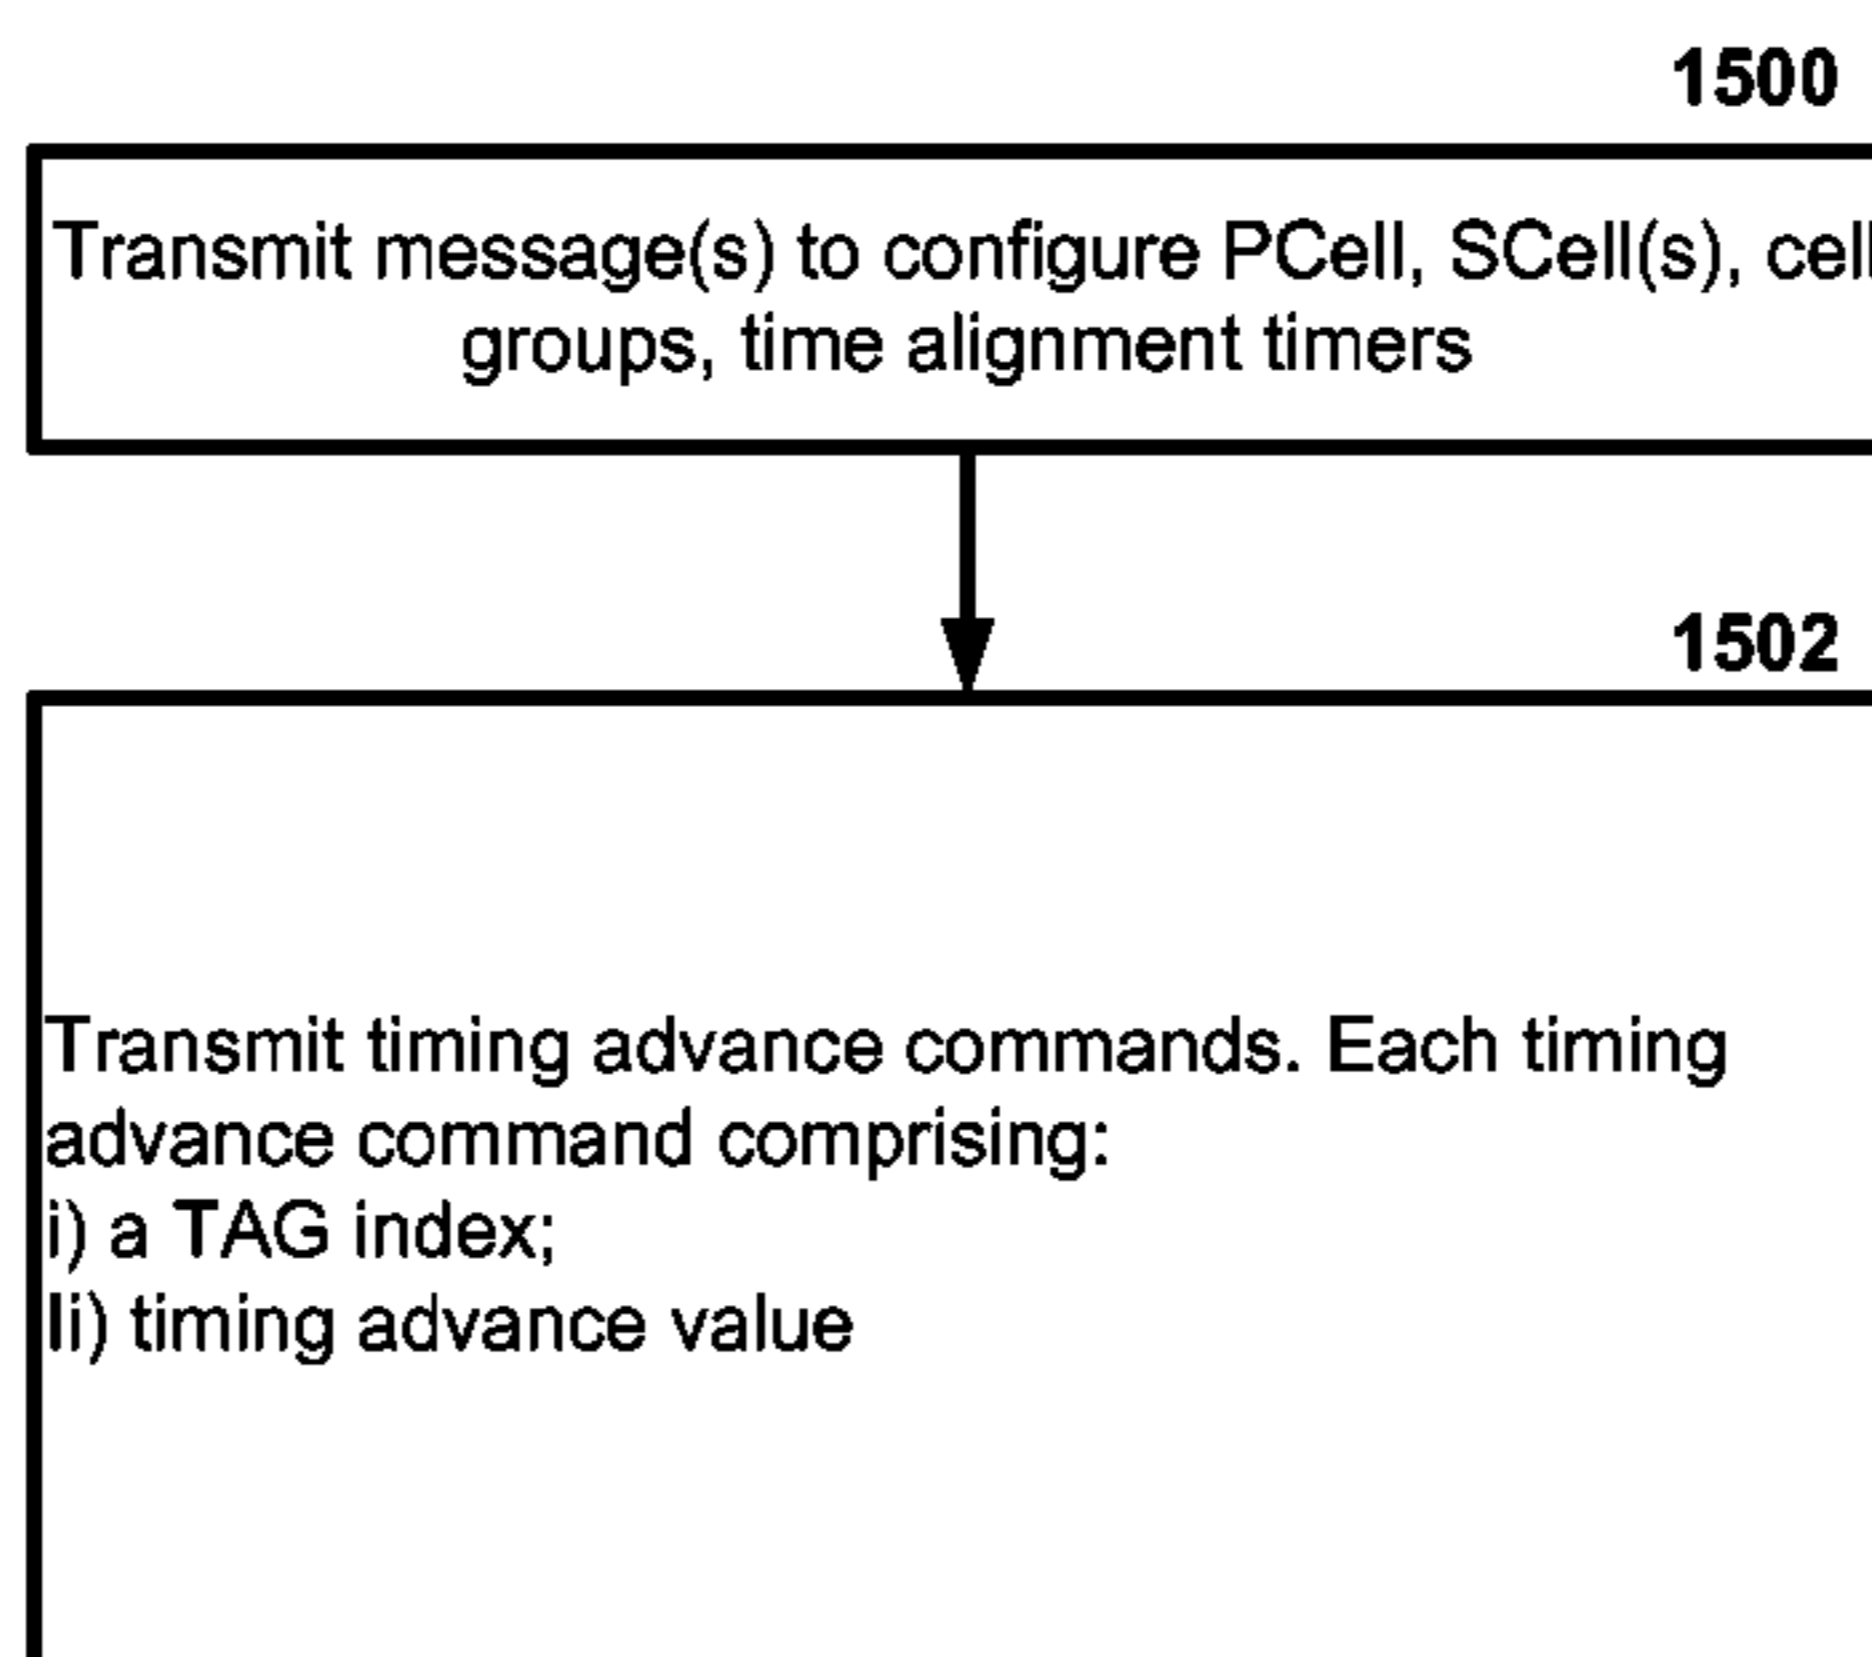 1500
Transmit message(s) to configure PCell, SCell(s), cell
groups, time alignment timers
1502
Transmit timing advance commands. Each timing
advance command comprising:
i) a TAG index;
Ii) timing advance value